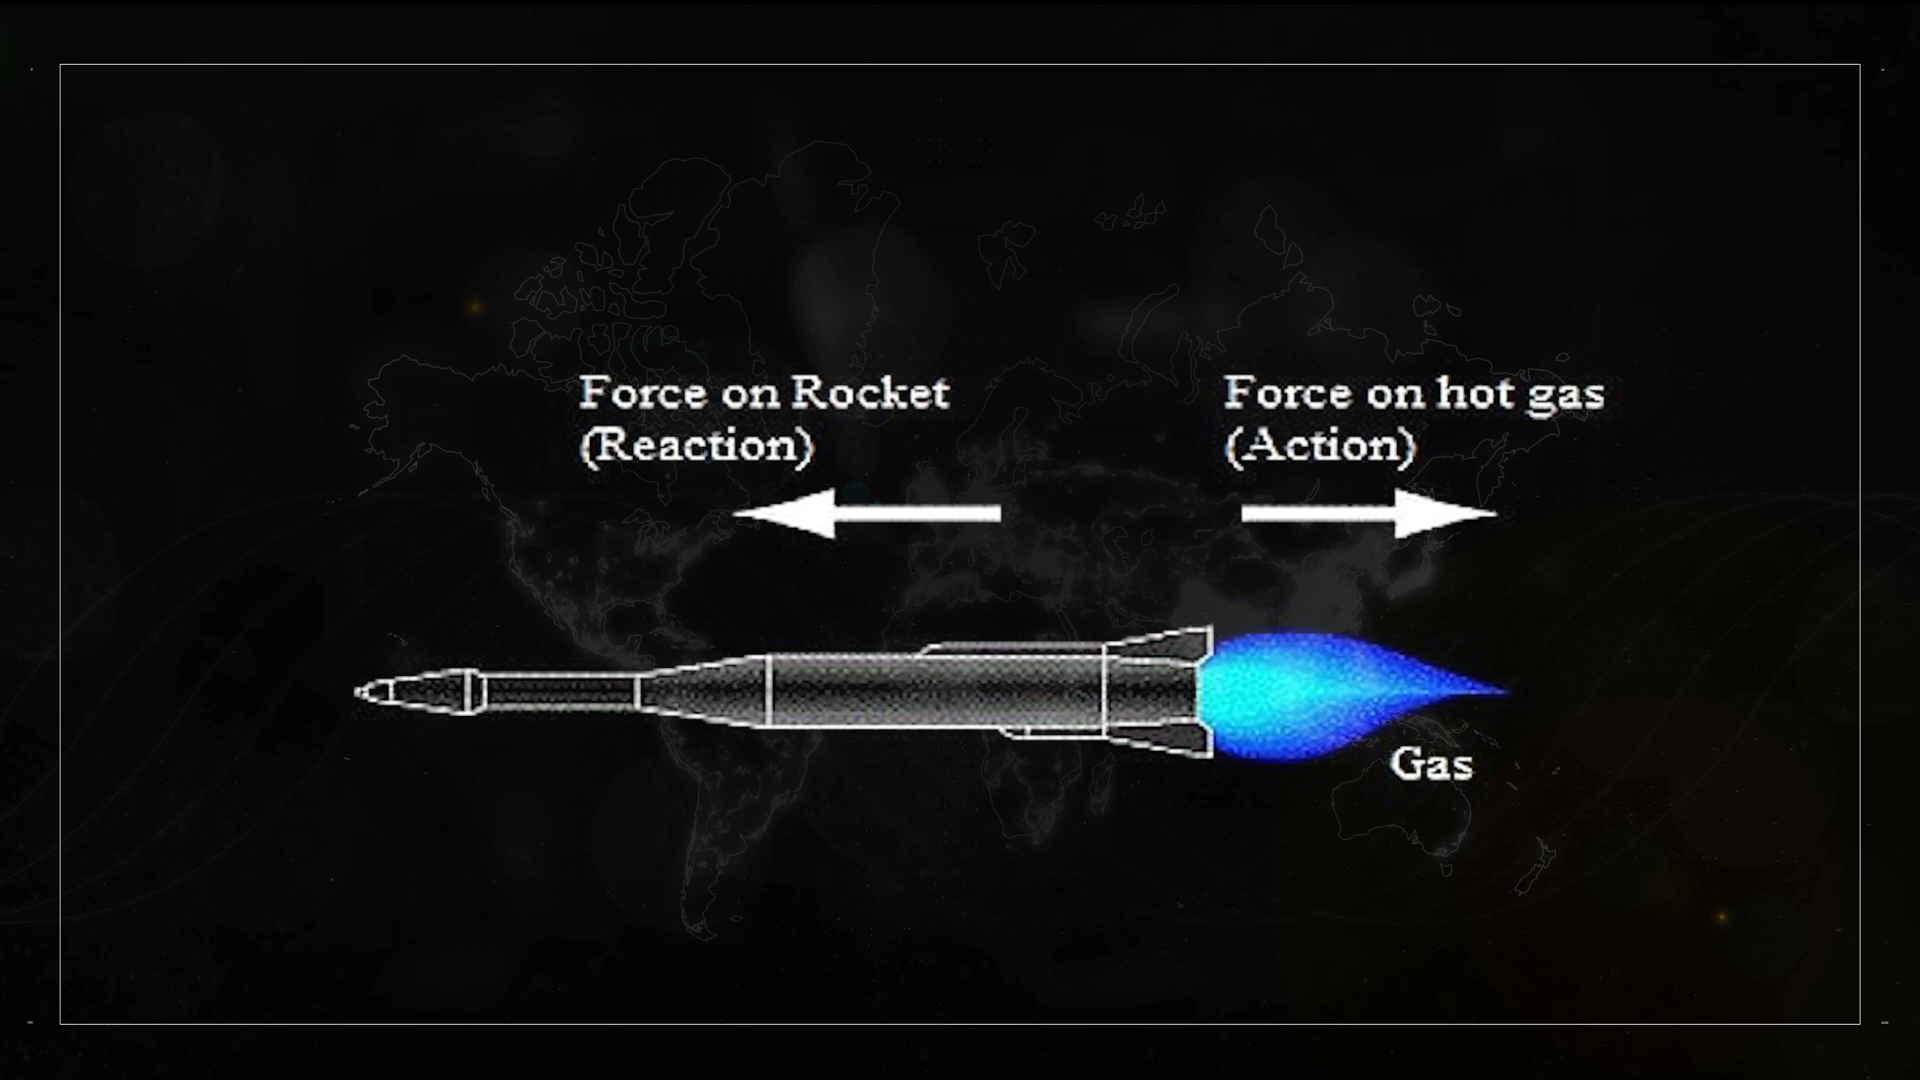 Force on Rocket
(Reaction)
Force on hot gas
(Action)
Gas